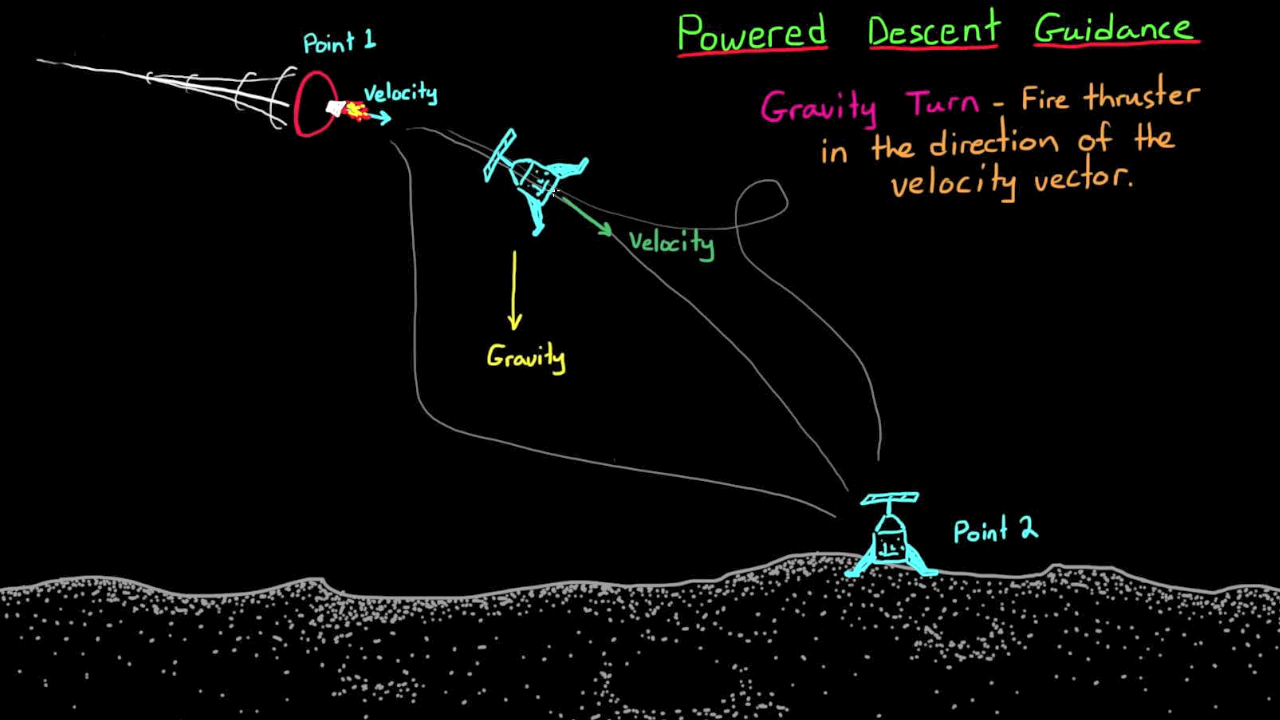 Powered Descent Guidance
Point 1
Velocity
Gravity Turn - Fire thruster
in the direction of the
velocity vector.
Velocity
Gravity
Point 2